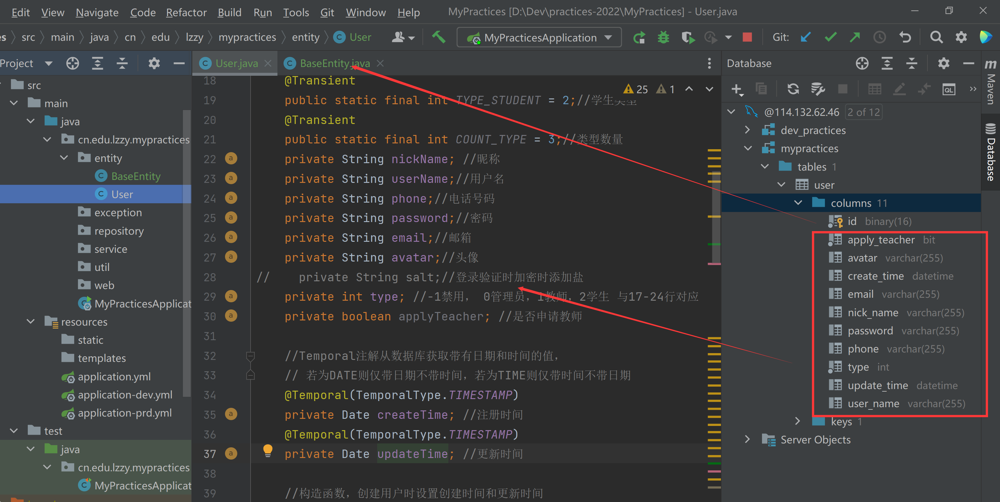 Edit View Navigate Code Refactor Build Run Tools Git Window Help MyPractices [D:\Dev\practices-2022\MyPractices] - User.java
es src main java cn edu lzzy mypractices entity User MyPracticesApplication Git:
Project
src
main
java
cn.edu.lzzy.mypractices
entity
BaseEntity
User
exception
repository
service
util
web
MyPracticesApplicat
resources
static
templates
application.yml
application-dev.yml
application-prd.yml
test
java
cn.edu.lzzy.mypractices
MyPracticesApplicat
User.java BaseEntity.java
25 1
18 @Transient
19 public static final int TYPE_STUDENT = 2;//学生类型
20 @Transient
21 public static final int COUNT_TYPE = 3;//类型数量
22 private String nickName; //昵称
23 private String userName;//用户名
24 private String phone;//电话号码
25 private String password;//密码
26 private String email;//邮箱
27 private String avatar;//头像
28 // private String salt;//登录验证时加密时添加盐
29 private int type; //-1禁用, 0管理员,1教师,2学生 与17-24行对应
30 private boolean applyTeacher; //是否申请教师
31
32 //Temporal注解从数据库获取带有日期和时间的值,
33 // 若为DATE则仅带日期不带时间,若为TIME则仅带时间不带日期
34 @Temporal(TemporalType.TIMESTAMP)
35 private Date createTime; //注册时间
36 @Temporal(TemporalType.TIMESTAMP)
37 private Date updateTime; //更新时间
38
39 //构造函数,创建用户时设置创建时间和更新时间
Database
QL
@114.132.62.46 2 of 12
dev_practices
mypractices
tables 1
user
columns 11
id binary(16)
apply_teacher bit
avatar varchar(255)
create_time datetime
email varchar(255)
nick_name varchar(255)
password varchar(255)
phone varchar(255)
type int
update_time datetime
user_name varchar(255)
keys 1
Server Objects
m Maven
Database